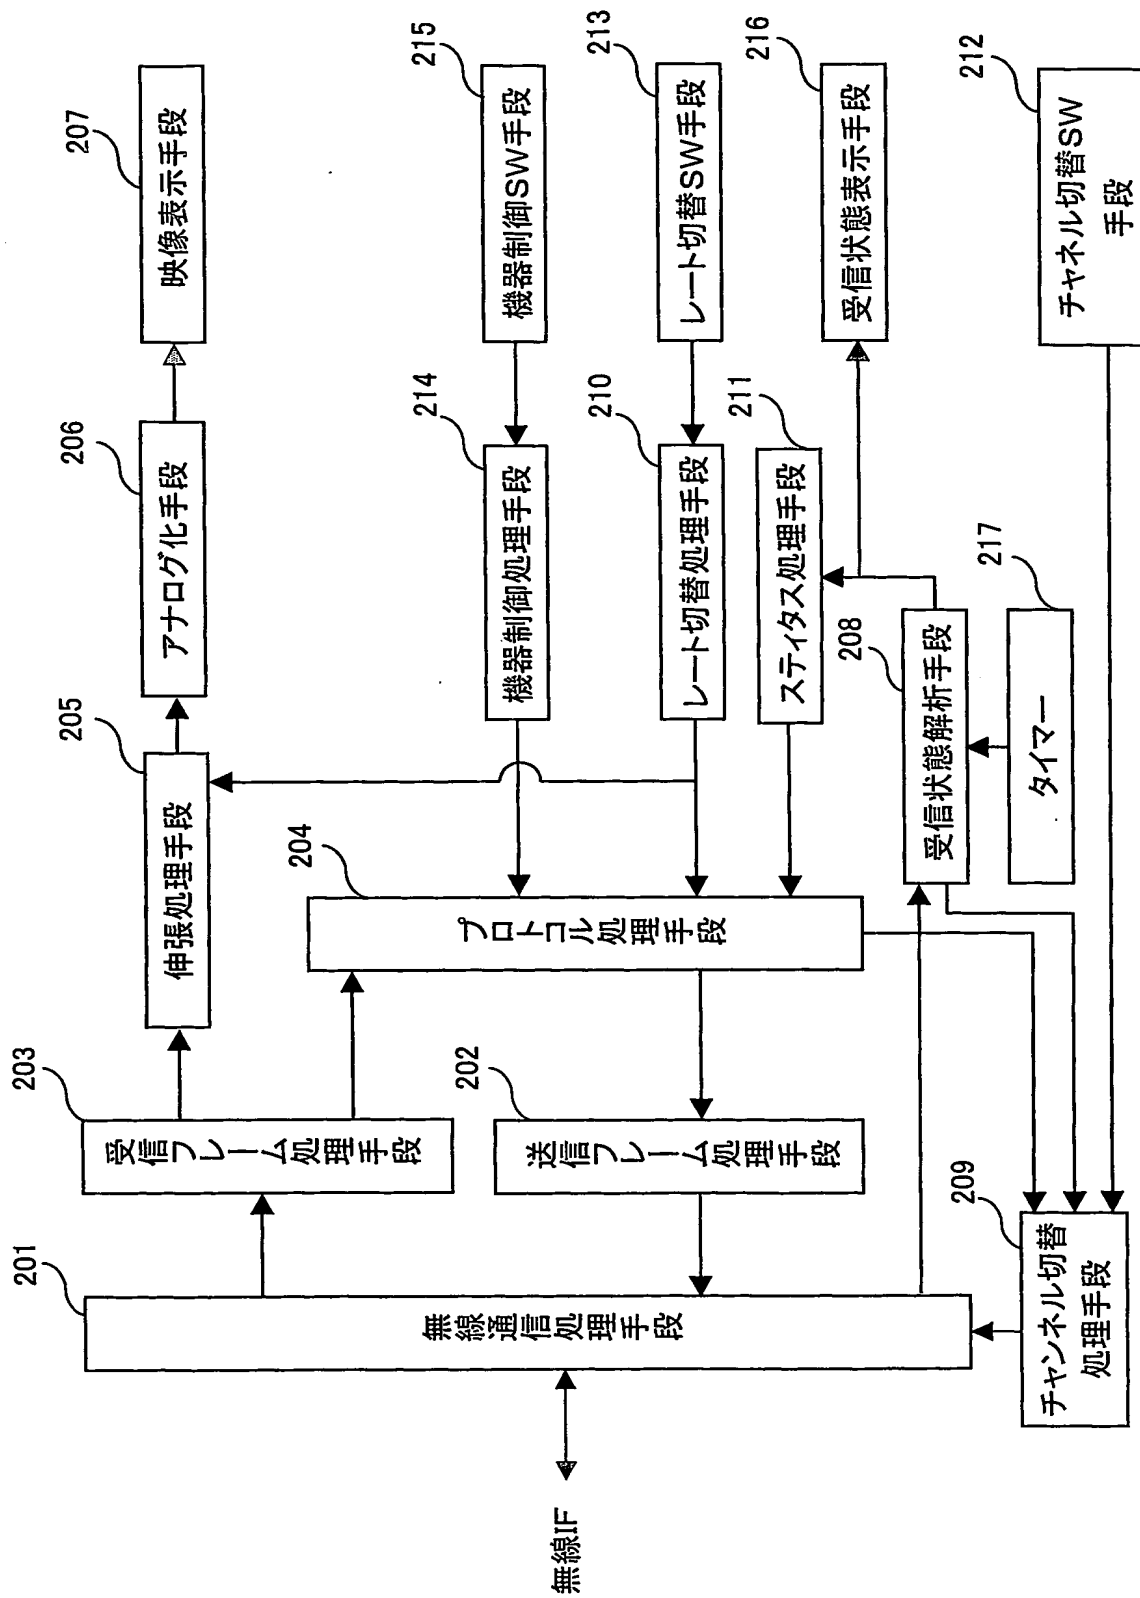 無線IF
201
無線通信処理手段
203
受信フレーム処理手段
202
送信フレーム処理手段
209
チャンネル切替
処理手段
205
伸張処理手段
204
プロトコル処理手段
206
アナログ化手段
214
機器制御処理手段
210
レート切替処理手段
211
スティタス処理手段
208
受信状態解析手段
217
タイマー
207
映像表示手段
215
機器制御SW手段
213
レート切替SW手段
216
受信状態表示手段
212
チャネル切替SW
手段